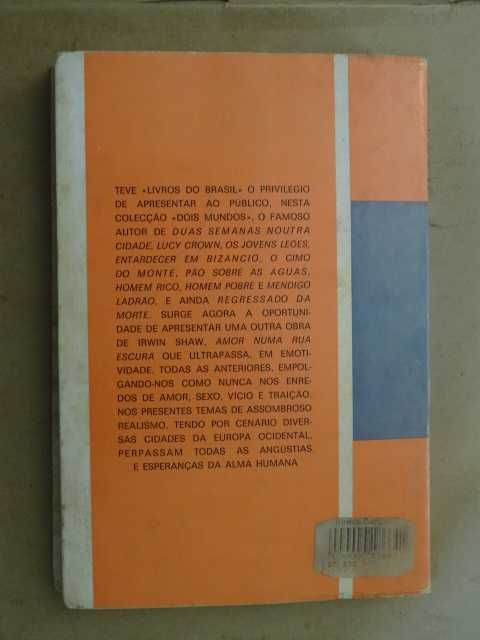 TEVE «LIVROS DO BRASIL» O PRIVILEGIO
DE APRESENTAR AO PÚBLICO, NESTA
COLECÇÃO «DOIS MUNDOS», O FAMOSO
AUTOR DE DUAS SEMANAS NOUTRA
CIDADE, LUCY CROWN, OS JOVENS LEÕES,
ENTARDECER EM BIZÂNCIO, O CIMO
DO MONTE, PÃO SOBRE AS ÁGUAS,
HOMEM RICO, HOMEM POBRE E MENDIGO
LADRÃO, E AINDA REGRESSADO DA
MORTE. SURGE AGORA A OPORTUNI-
DADE DE APRESENTAR UMA OUTRA OBRA
DE IRWIN SHAW, AMOR NUMA RUA
ESCURA QUE ULTRAPASSA, EM EMOTI-
VIDADE, TODAS AS ANTERIORES, EMPOL-
GANDO-NOS COMO NUNCA NOS ENRE-
DOS DE AMOR, SEXO, VÍCIO E TRAIÇÃO.
NOS PRESENTES TEMAS DE ASSOMBROSO
REALISMO, TENDO POR CENÁRIO DIVER-
SAS CIDADES DA EUROPA OCIDENTAL,
PERPASSAM TODAS AS ANGÚSTIAS
E ESPERANÇAS DA ALMA HUMANA